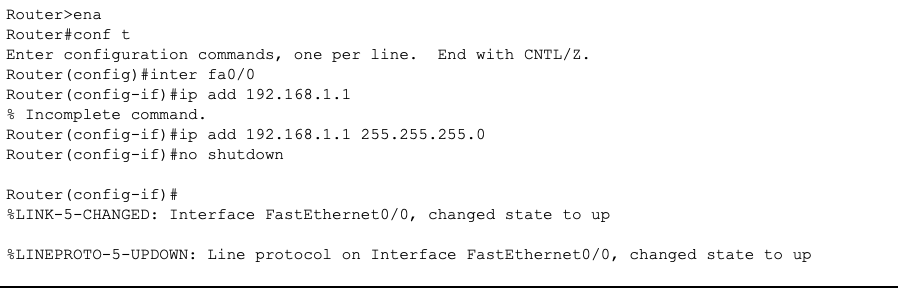 Router>ena
Router#conf t
Enter configuration commands, one per line.  End with CNTL/Z.
Router(config)#inter fa0/0
Router(config-if)#ip add 192.168.1.1
% Incomplete command.
Router(config-if)#ip add 192.168.1.1 255.255.255.0
Router(config-if)#no shutdown
Router(config-if)#
%LINK-5-CHANGED: Interface FastEthernet0/0, changed state to up
%LINEPROTO-5-UPDOWN: Line protocol on Interface FastEthernet0/0, changed state to up